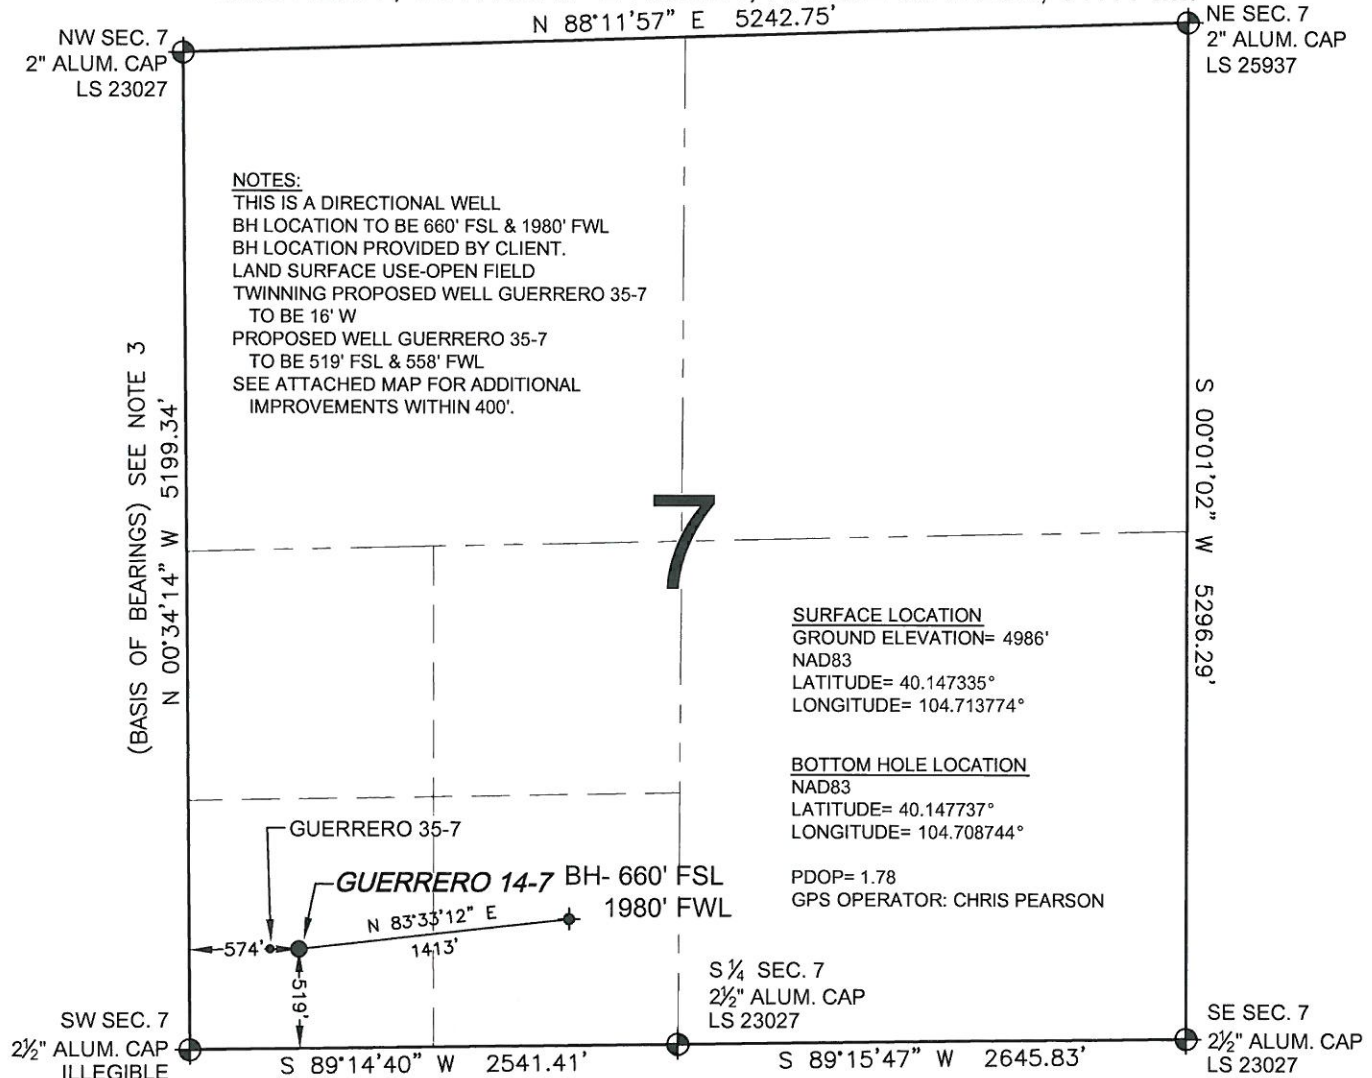 N 88°11'57" E 5242.75'
NW SEC. 7
2" ALUM. CAP
LS 23027
NE SEC. 7
2" ALUM. CAP
LS 25937
NOTES:
THIS IS A DIRECTIONAL WELL
BH LOCATION TO BE 660' FSL & 1980' FWL
BH LOCATION PROVIDED BY CLIENT.
LAND SURFACE USE-OPEN FIELD
TWINNING PROPOSED WELL GUERRERO 35-7
TO BE 16' W
PROPOSED WELL GUERRERO 35-7
TO BE 519' FSL & 558' FWL
SEE ATTACHED MAP FOR ADDITIONAL
IMPROVEMENTS WITHIN 400'.
(BASIS OF BEARINGS) SEE NOTE 3
N 00°34'14" W 5199.34'
S 00°01'02" W 5296.29'
7
SURFACE LOCATION
GROUND ELEVATION= 4986'
NAD83
LATITUDE= 40.147335°
LONGITUDE= 104.713774°
BOTTOM HOLE LOCATION
NAD83
LATITUDE= 40.147737°
LONGITUDE= 104.708744°
PDOP= 1.78
GPS OPERATOR: CHRIS PEARSON
GUERRERO 35-7
GUERRERO 14-7
BH- 660' FSL
1980' FWL
N 83°33'12" E
1413'
574'
519'
S 1/4 SEC. 7
2½" ALUM. CAP
LS 23027
SW SEC. 7
2½" ALUM. CAP
ILLEGIBLE
S 89°14'40" W 2541.41'
S 89°15'47" W 2645.83'
SE SEC. 7
2½" ALUM. CAP
LS 23027